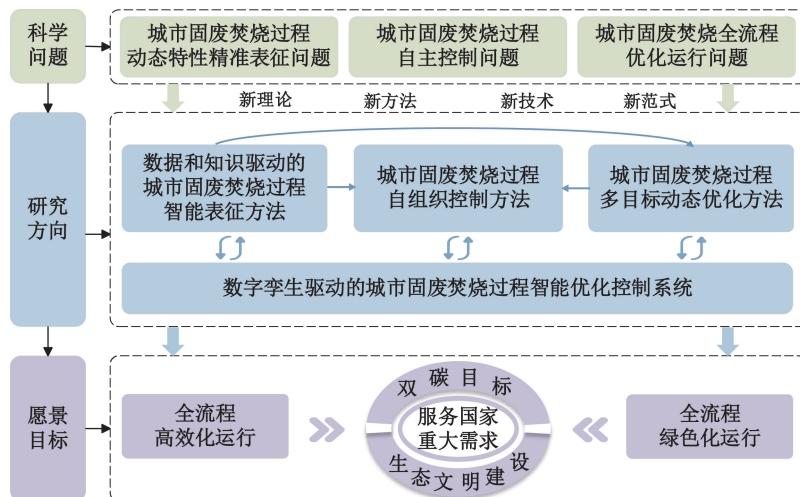 科学
问题
城市固废焚烧过程
动态特性精准表征问题
城市固废焚烧过程
自主控制问题
城市固废焚烧全流程
优化运行问题
新理论
新方法
新技术
新范式
研究
方向
数据和知识驱动的
城市固废焚烧过程
智能表征方法
城市固废焚烧过程
自组织控制方法
城市固废焚烧过程
多目标动态优化方法
数字孪生驱动的城市固废焚烧过程智能优化控制系统
愿景
目标
全流程
高效化运行
双碳目标
服务国家
重大需求
生态文明建设
全流程
绿色化运行